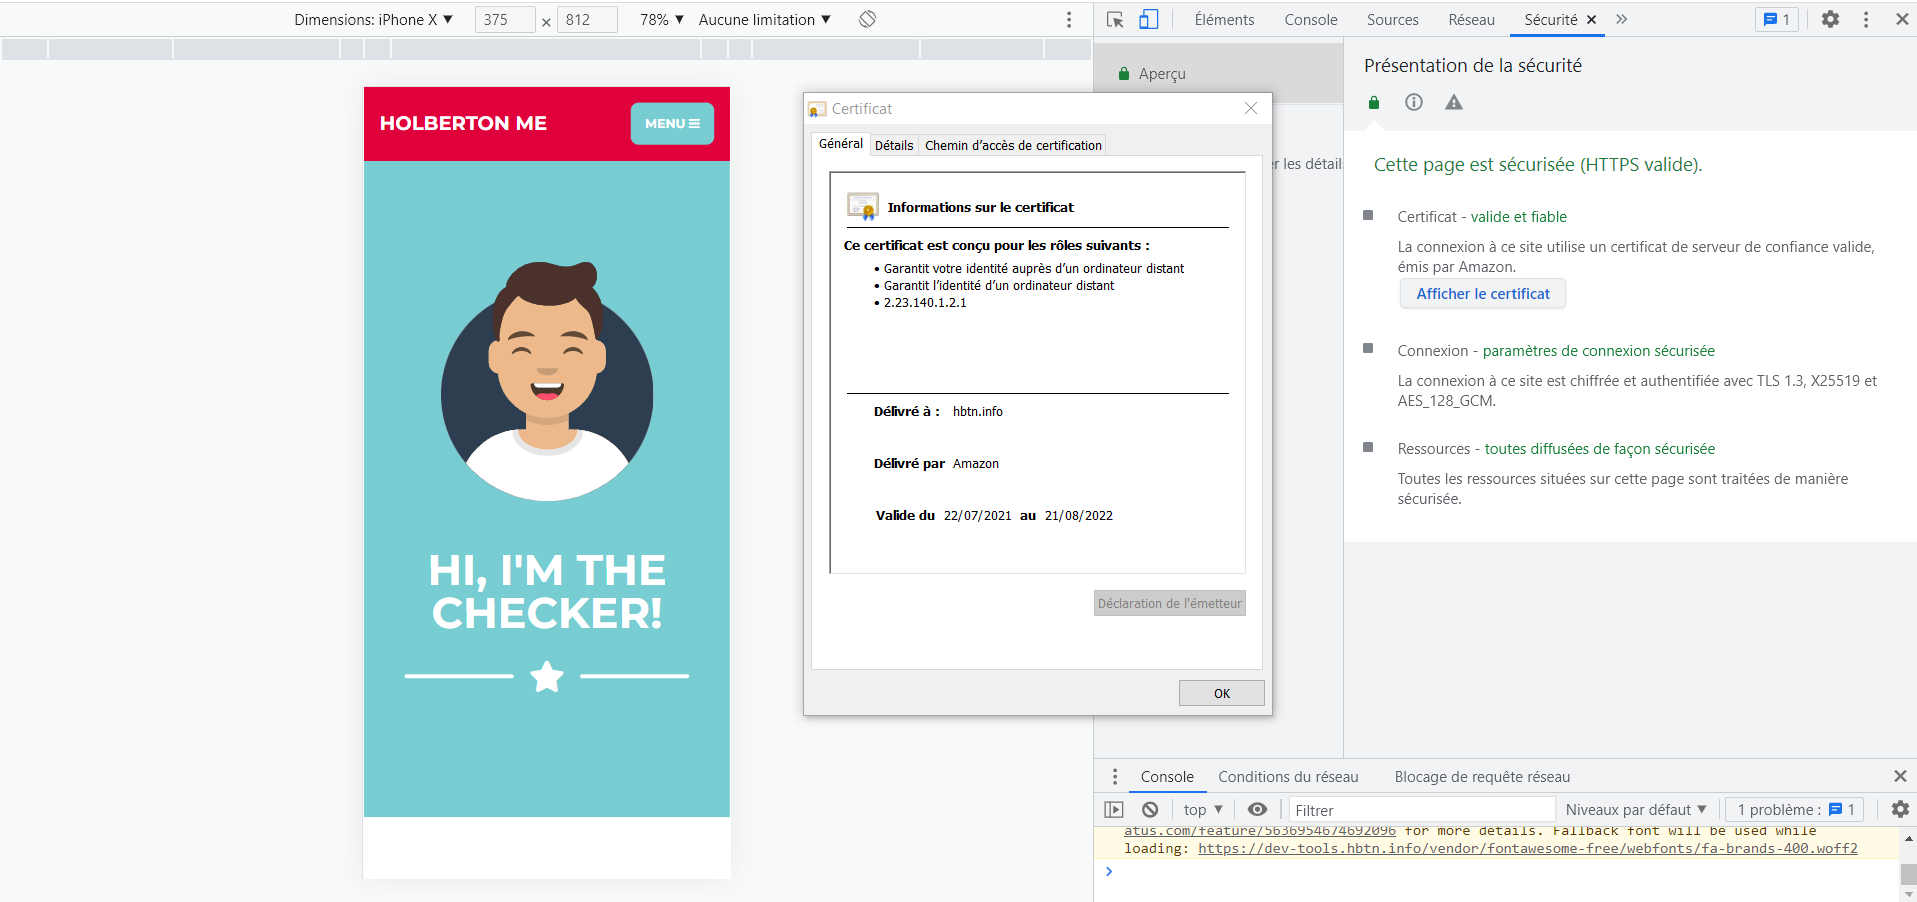 Dimensions: iPhone X ▼ 375 × 812 78% ▼ Aucune limitation ▼
Éléments Console Sources Réseau Sécurité × » 1
HOLBERTON ME
MENU
HI, I'M THE
CHECKER!
Aperçu
er les détail
Certificat
Général Détails Chemin d’accès de certification
Informations sur le certificat
Ce certificat est conçu pour les rôles suivants :
• Garantit votre identité auprès d’un ordinateur distant
• Garantit l’identité d’un ordinateur distant
• 2.23.140.1.2.1
Délivré à : hbtn.info
Délivré par Amazon
Valide du 22/07/2021 au 21/08/2022
Déclaration de l'émetteur
OK
Présentation de la sécurité
Cette page est sécurisée (HTTPS valide).
Certificat - valide et fiable
La connexion à ce site utilise un certificat de serveur de confiance valide,
émis par Amazon.
Afficher le certificat
Connexion - paramètres de connexion sécurisée
La connexion à ce site est chiffrée et authentifiée avec TLS 1.3, X25519 et
AES_128_GCM.
Ressources - toutes diffusées de façon sécurisée
Toutes les ressources situées sur cette page sont traitées de manière
sécurisée.
Console Conditions du réseau Blocage de requête réseau
top ▼ Filtrer Niveaux par défaut ▼ 1 problème : 1
atus.com/feature/5636954674692096 for more details. Fallback font will be used while
loading: https://dev-tools.hbtn.info/vendor/fontawesome-free/webfonts/fa-brands-400.woff2